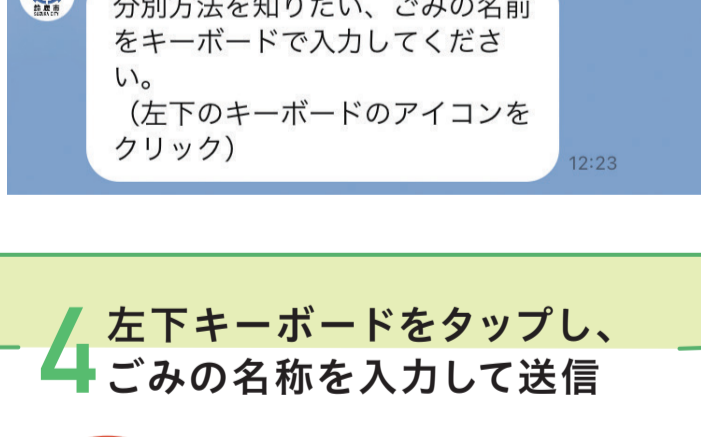 分別方法を知りたい、ごみの名前
をキーボードで入力してくださ
い。
（左下のキーボードのアイコンを
クリック）
12:23
4 左下キーボードをタップし、
ごみの名称を入力して送信